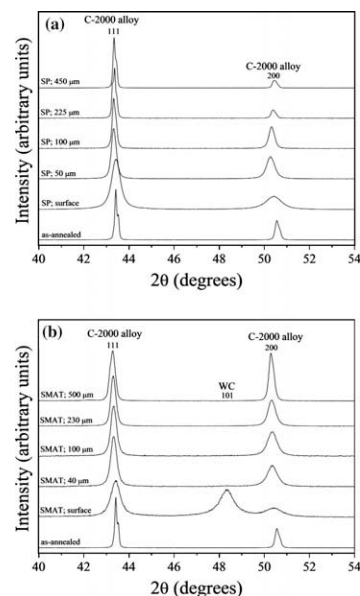 (a)
C-2000 alloy
111
C-2000 alloy
200
SP; 450 μm
SP; 225 μm
SP; 100 μm
SP; 50 μm
SP; surface
as-annealed
Intensity (arbitrary units)
40 42 44 46 48 50 52 54
2θ (degrees)
(b)
C-2000 alloy
111
C-2000 alloy
200
WC
101
SMAT; 500 μm
SMAT; 230 μm
SMAT; 100 μm
SMAT; 40 μm
SMAT; surface
as-annealed
Intensity (arbitrary units)
40 42 44 46 48 50 52 54
2θ (degrees)